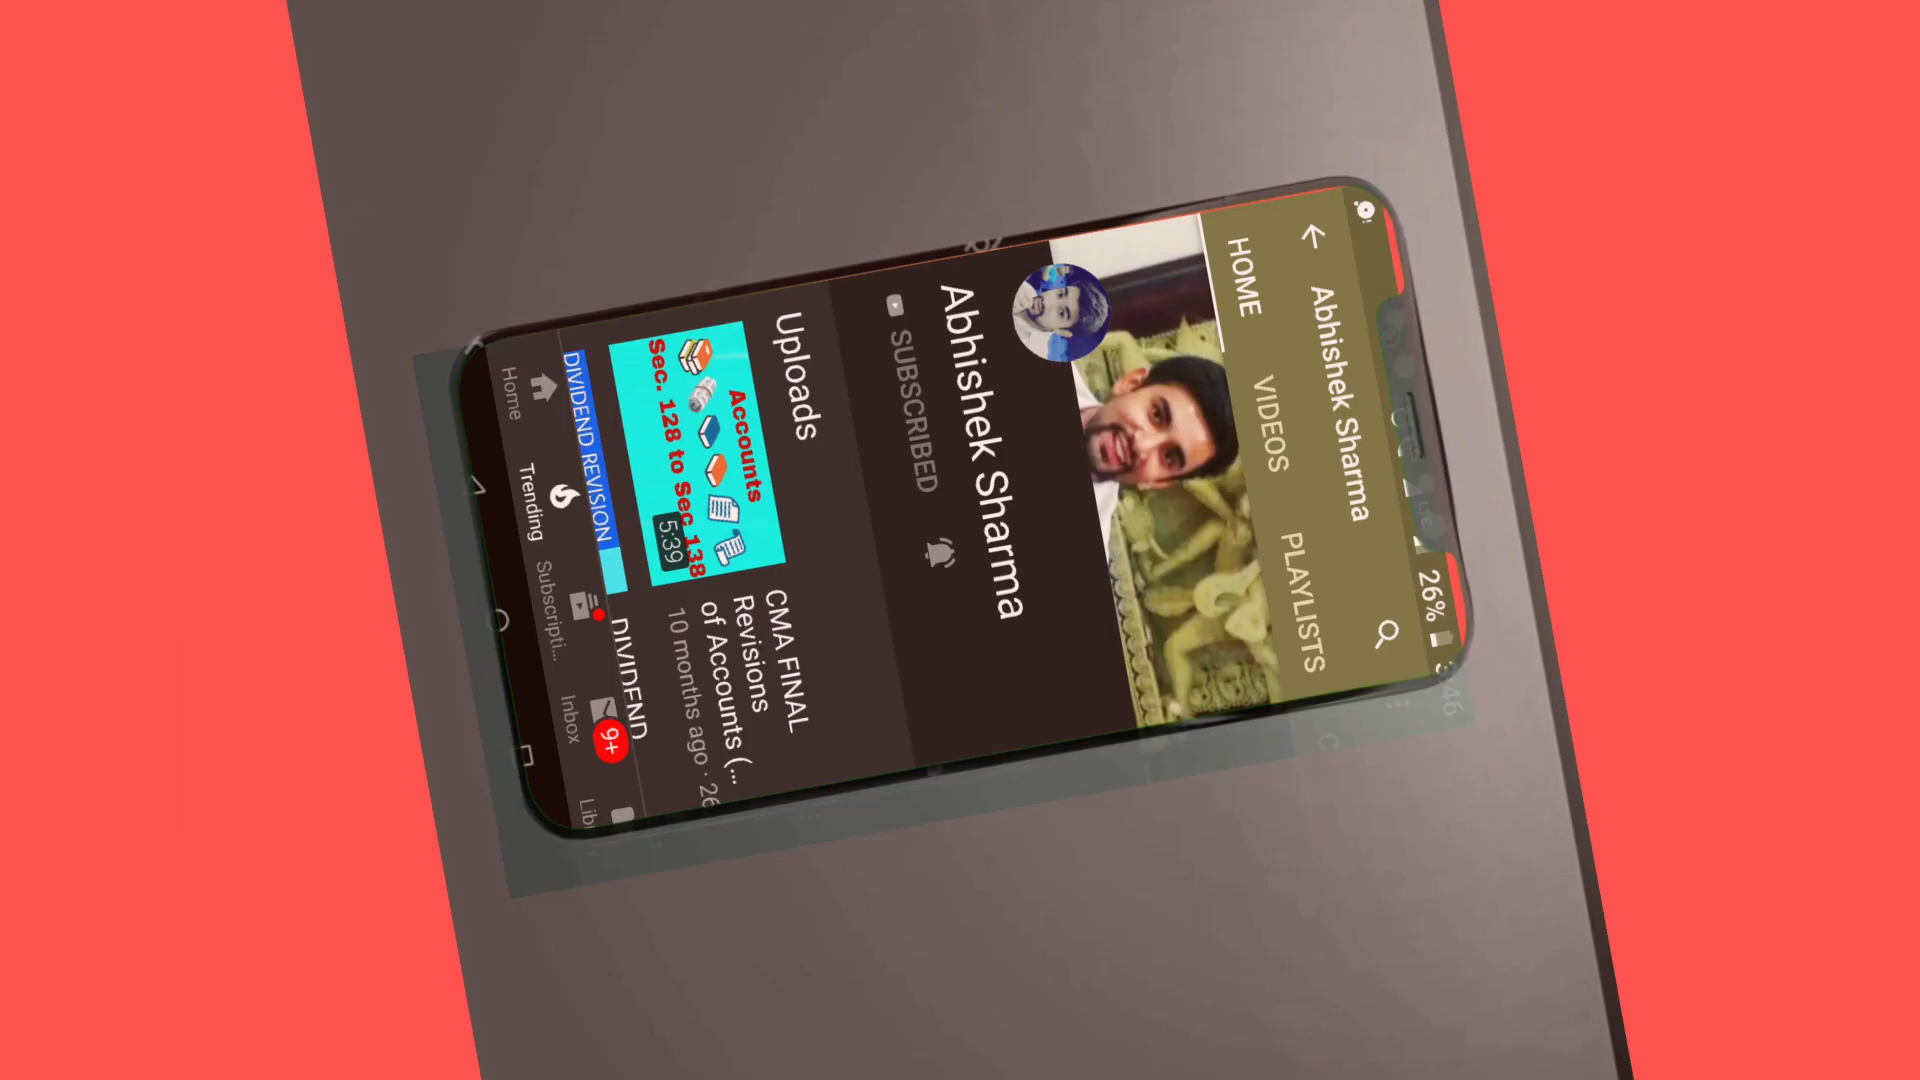 26%
Abhishek Sharma
HOME VIDEOS PLAYLISTS
Abhishek Sharma
SUBSCRIBED
Uploads
Accounts
Sec. 128 to Sec. 138
5:39
CMA FINAL
Revisions
of Accounts (...
10 months ago · 26
DIVIDEND REVISION
DIVIDEND
9+
Home Trending Subscripti... Inbox